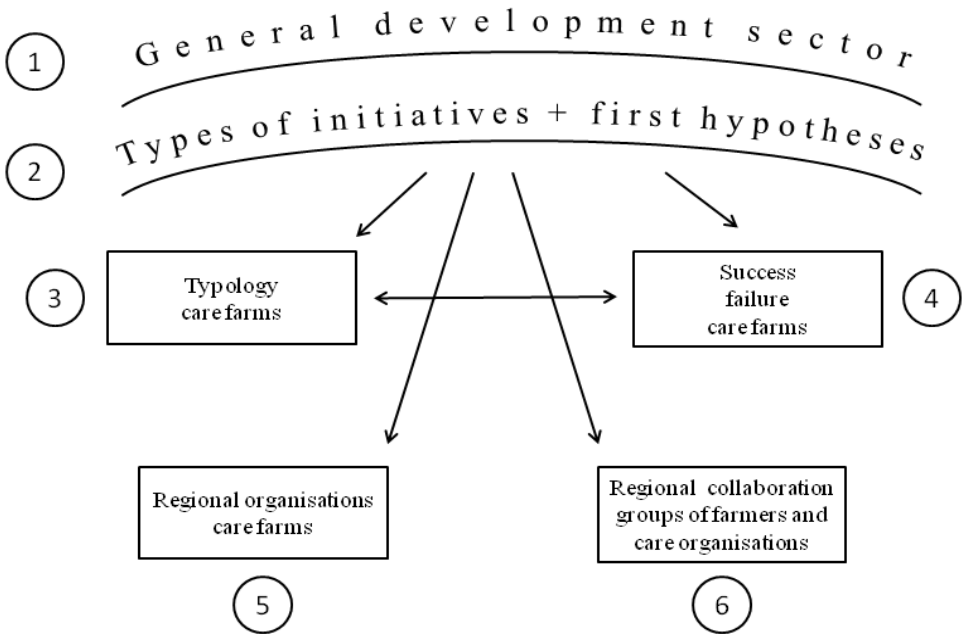 General development sector
1
Types of initiatives + first hypotheses
2
3
Typology
care farms
Success
failure
care farms
4
Regional organisations
care farms
Regional collaboration
groups of farmers and
care organisations
5
6